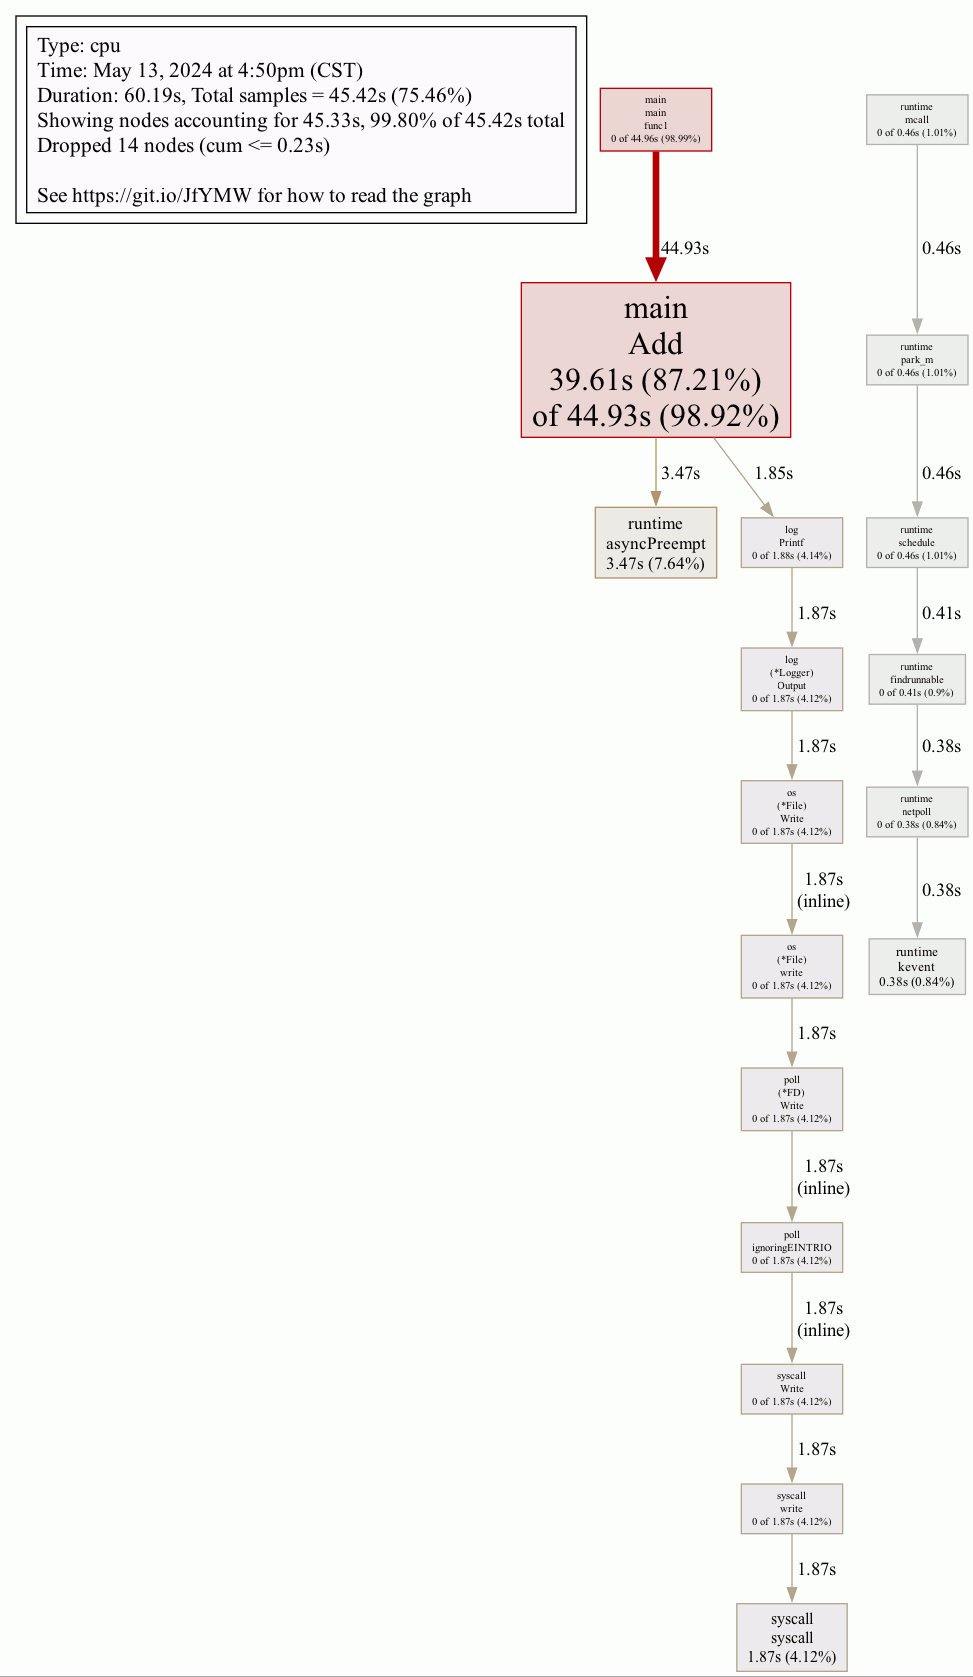 Type: cpu
Time: May 13, 2024 at 4:50pm (CST)
Duration: 60.19s, Total samples = 45.42s (75.46%)
Showing nodes accounting for 45.33s, 99.80% of 45.42s total
Dropped 14 nodes (cum <= 0.23s)
See https://git.io/JfYMW for how to read the graph
main
main
func1
0 of 44.96s (98.99%)
44.93s
main
Add
39.61s (87.21%)
of 44.93s (98.92%)
3.47s
1.85s
runtime
asyncPreempt
3.47s (7.64%)
log
Printf
0 of 1.88s (4.14%)
1.87s
log
(*Logger)
Output
0 of 1.87s (4.12%)
1.87s
os
(*File)
Write
0 of 1.87s (4.12%)
1.87s
(inline)
os
(*File)
write
0 of 1.87s (4.12%)
1.87s
poll
(*FD)
Write
0 of 1.87s (4.12%)
1.87s
(inline)
poll
ignoringEINTRIO
0 of 1.87s (4.12%)
1.87s
(inline)
syscall
Write
0 of 1.87s (4.12%)
1.87s
syscall
write
0 of 1.87s (4.12%)
1.87s
syscall
syscall
1.87s (4.12%)
runtime
mcall
0 of 0.46s (1.01%)
0.46s
runtime
park_m
0 of 0.46s (1.01%)
0.46s
runtime
schedule
0 of 0.46s (1.01%)
0.41s
runtime
findrunnable
0 of 0.41s (0.9%)
0.38s
runtime
netpoll
0 of 0.38s (0.84%)
0.38s
runtime
kevent
0.38s (0.84%)